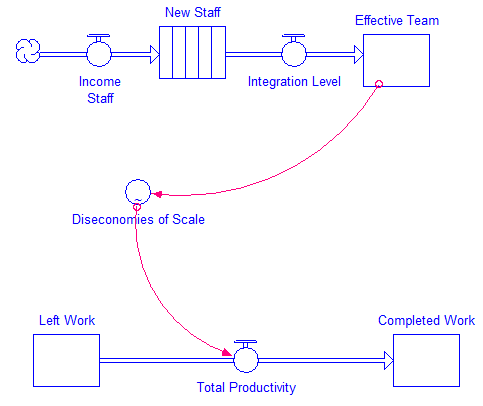 New Staff
Effective Team
Income
Staff
Integration Level
~
Diseconomies of Scale
Left Work
Completed Work
Total Productivity